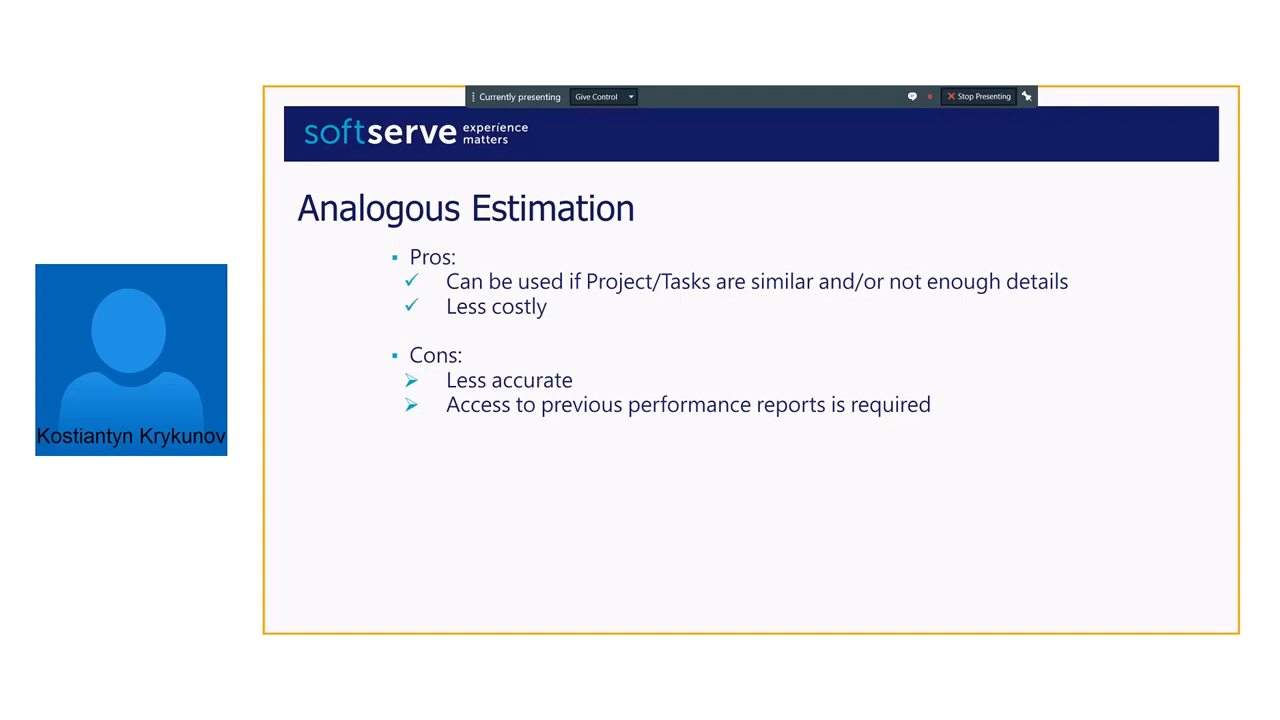 Currently presenting Give Control Stop Presenting
softserve experience matters
Analogous Estimation
Pros:
Can be used if Project/Tasks are similar and/or not enough details
Less costly
Cons:
Less accurate
Access to previous performance reports is required
Kostiantyn Krykunov